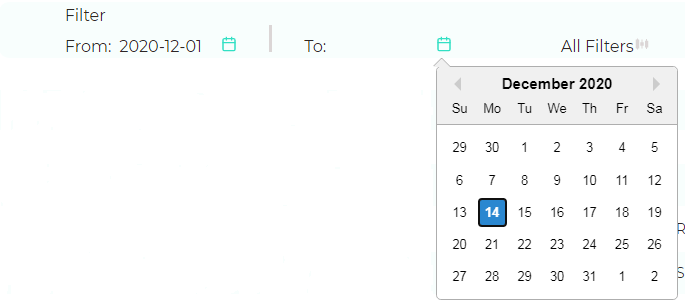 Filter
From: 2020-12-01 To: All Filters
December 2020
Su Mo Tu We Th Fr Sa
29 30 1 2 3 4 5
6 7 8 9 10 11 12
13 14 15 16 17 18 19
R
20 21 22 23 24 25 26
S
27 28 29 30 31 1 2